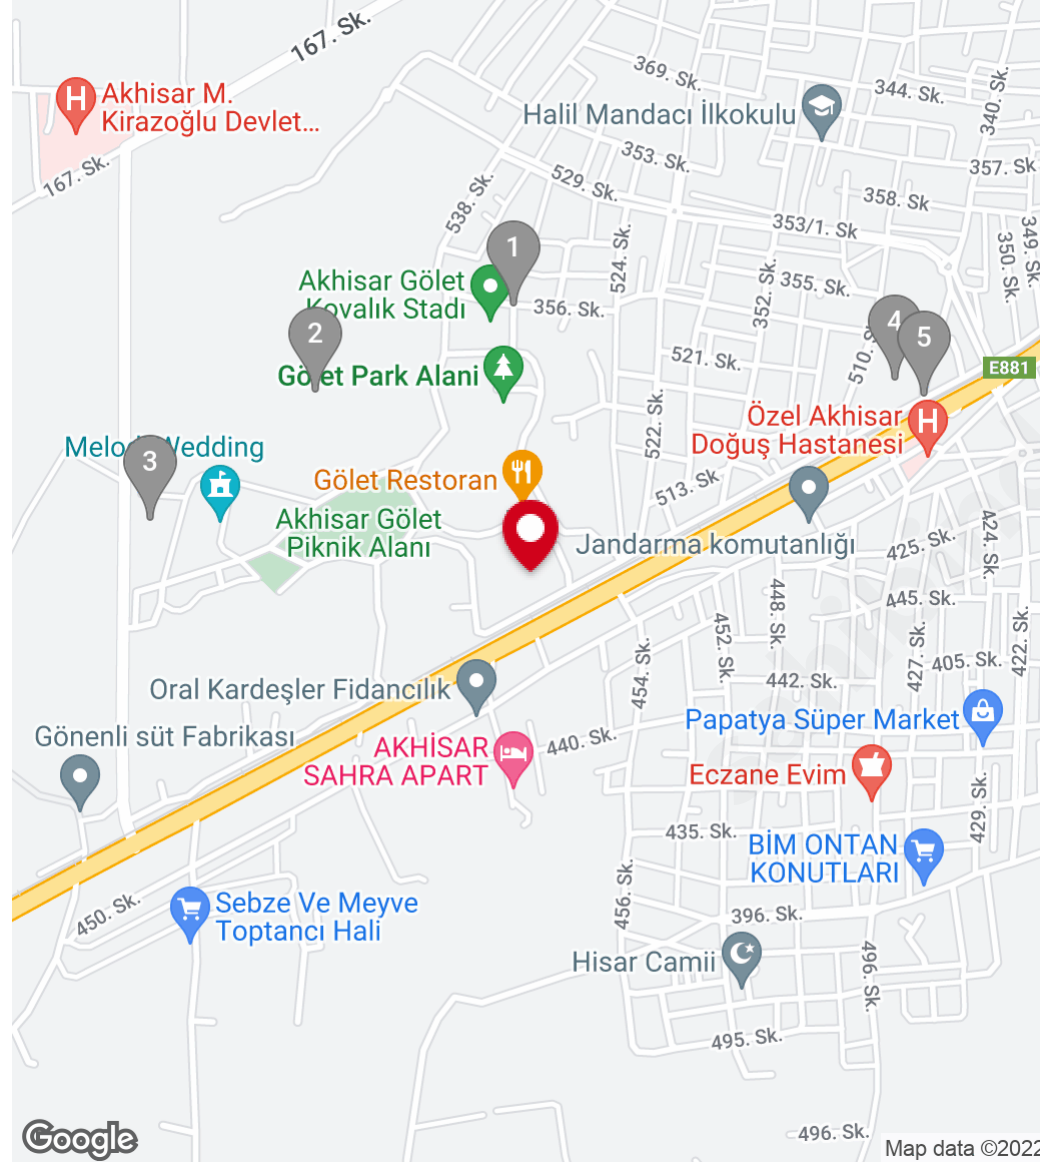 167. Sk.
369. Sk.
344. Sk.
340. Sk.
Akhisar M.
Kirazoğlu Devlet...
Halil Mandacı İlkokulu
353. Sk.
357. Sk
167. Sk.
529. Sk.
358. Sk
538. Sk.
353/1. Sk
349. Sk.
350. Sk.
524. Sk.
1
Akhisar Gölet
Kovalık Stadı
356. Sk.
352. Sk.
355. Sk.
4
5
510. Sk.
2
521. Sk.
E881
Gölet Park Alani
Özel Akhisar
Doğuş Hastanesi
522. Sk.
Melodi Wedding
3
Gölet Restoran
513. Sk
Akhisar Gölet
Piknik Alanı
Jandarma komutanlığı
425. Sk.
424. Sk.
448. Sk.
445. Sk.
452. Sk.
427. Sk.
422. Sk.
454. Sk.
405. Sk.
442. Sk.
Oral Kardeşler Fidancılık
Papatya Süper Market
Gönenli süt Fabrikası
440. Sk.
AKHİSAR
SAHRA APART
Eczane Evim
429. Sk.
435. Sk.
BİM ONTAN
KONUTLARI
456. Sk.
450. Sk.
Sebze Ve Meyve
Toptancı Hali
396. Sk.
Hisar Camii
496. Sk.
495. Sk.
496. Sk.
Google
Map data ©2022